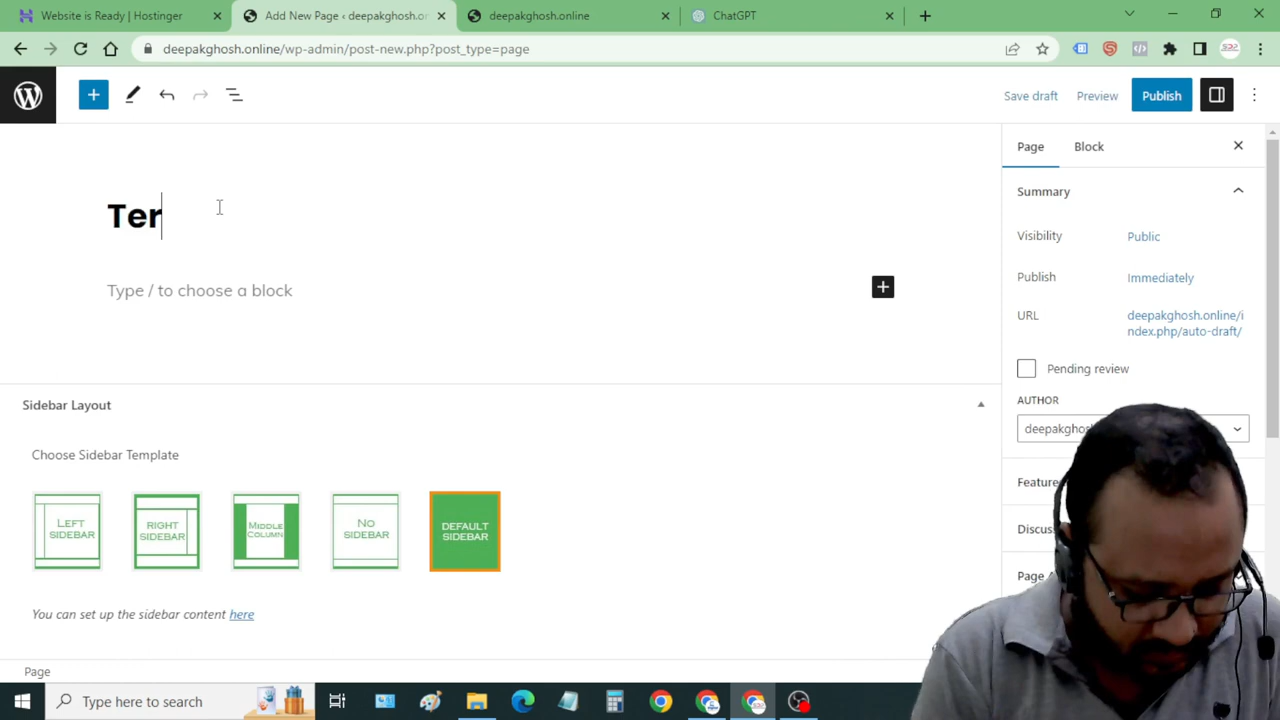 Website is Ready | Hostinger
Add New Page ‹ deepakghosh.on
deepakghosh.online
ChatGPT
deepakghosh.online/wp-admin/post-new.php?post_type=page
Save draft
Preview
Publish
Page
Block
Ter
Summary
Visibility
Public
Type / to choose a block
Publish
Immediately
URL
deepakghosh.online/i
ndex.php/auto-draft/
Pending review
AUTHOR
Sidebar Layout
Choose Sidebar Template
LEFT
SIDEBAR
RIGHT
SIDEBAR
MIDDLE
COLUMN
NO
SIDEBAR
DEFAULT
SIDEBAR
You can set up the sidebar content here
Page
Type here to search